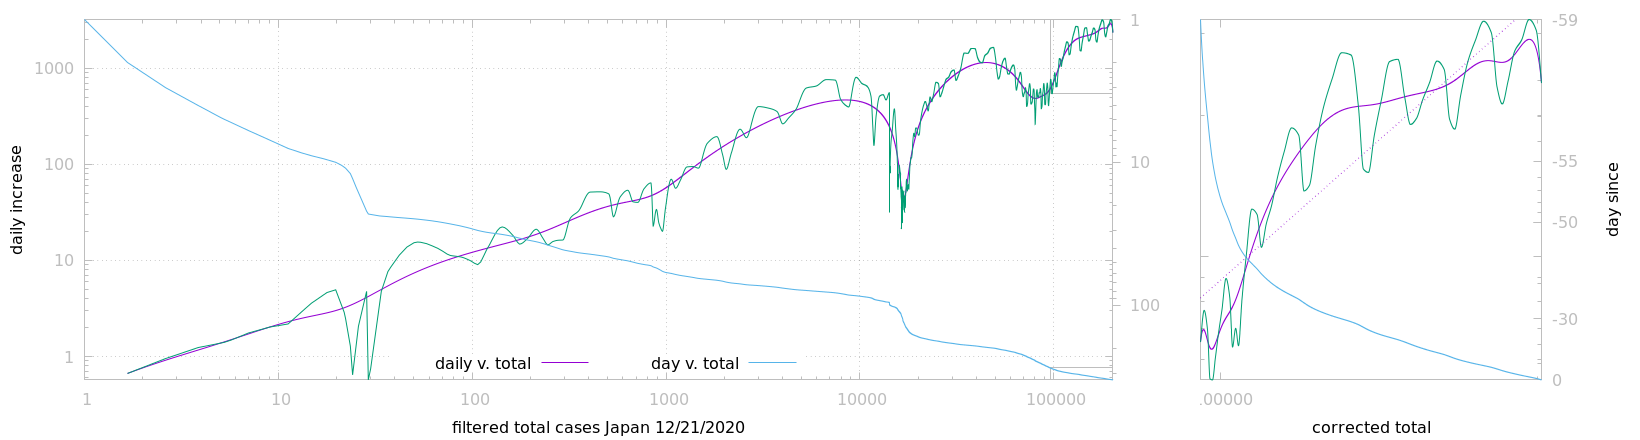 1000
100
10
1
daily increase
daily v. total
day v. total
1 10 100 1000 10000 100000
filtered total cases Japan 12/21/2020
1
10
100
.00000
corrected total
-59
-55
-50
-30
0
day since